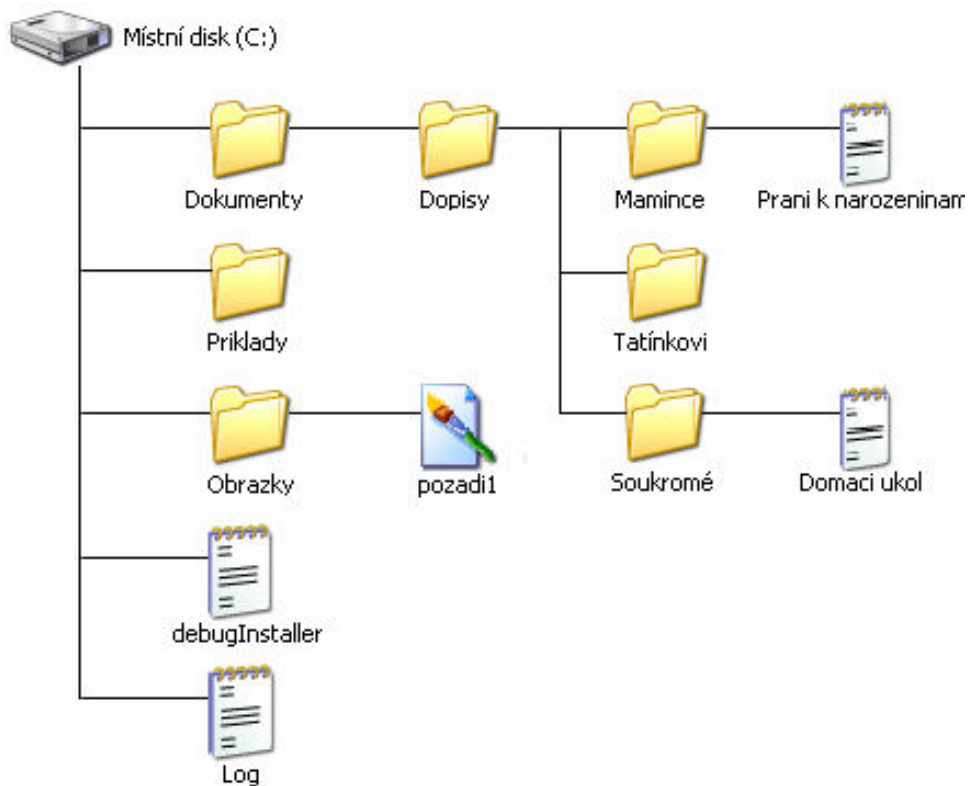 Místní disk (C:)
Dokumenty
Dopisy
Mamince
Prani k narozeninam
Priklady
Tatínkovi
Obrazky
pozadi1
Soukromé
Domaci ukol
debugInstaller
Log